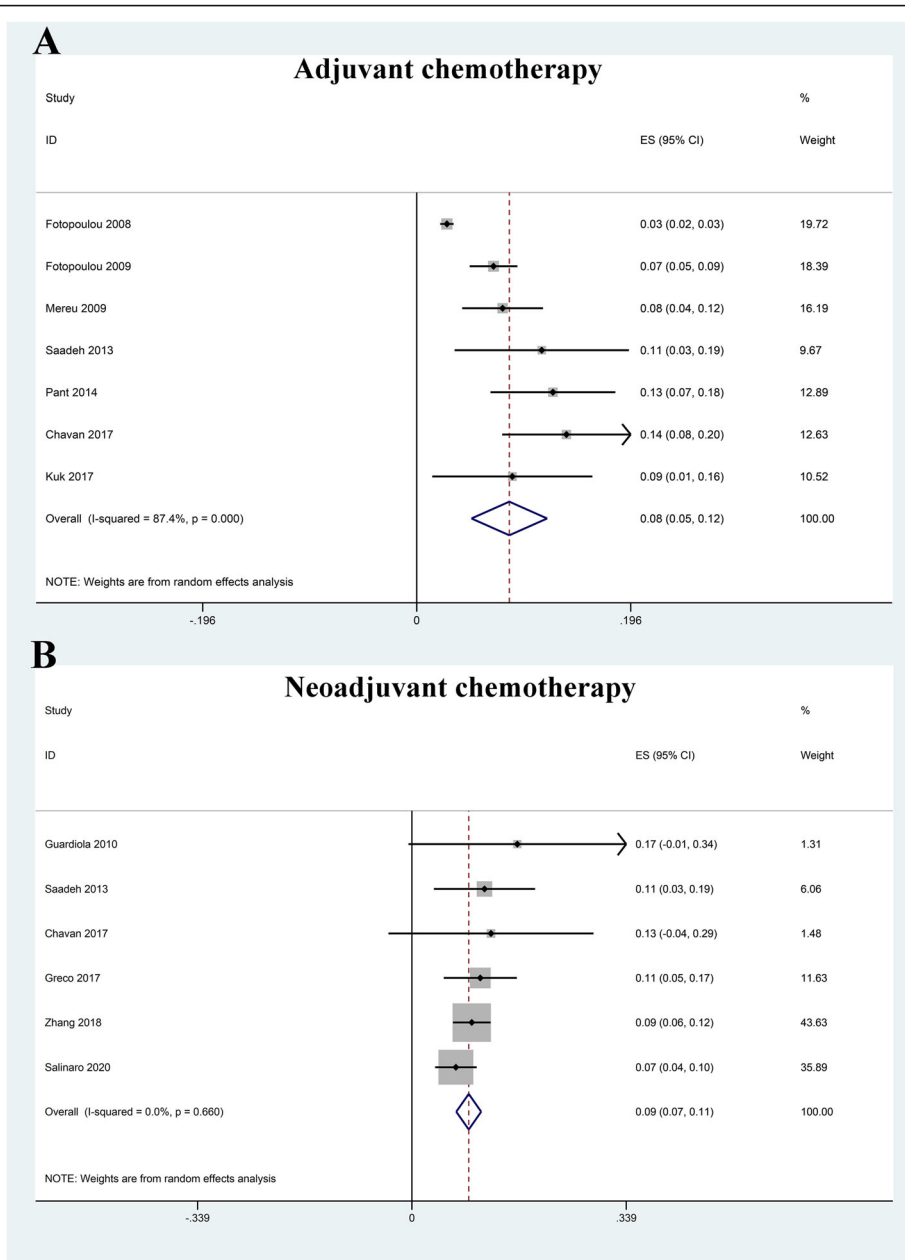 A
Adjuvant chemotherapy
Study %
ID ES (95% CI) Weight
Fotopoulou 2008 0.03 (0.02, 0.03) 19.72
Fotopoulou 2009 0.07 (0.05, 0.09) 18.39
Mereu 2009 0.08 (0.04, 0.12) 16.19
Saadeh 2013 0.11 (0.03, 0.19) 9.67
Pant 2014 0.13 (0.07, 0.18) 12.89
Chavan 2017 0.14 (0.08, 0.20) 12.63
Kuk 2017 0.09 (0.01, 0.16) 10.52
Overall (I-squared = 87.4%, p = 0.000) 0.08 (0.05, 0.12) 100.00
NOTE: Weights are from random effects analysis
-.196 0 .196
B
Neoadjuvant chemotherapy
Study %
ID ES (95% CI) Weight
Guardiola 2010 0.17 (-0.01, 0.34) 1.31
Saadeh 2013 0.11 (0.03, 0.19) 6.06
Chavan 2017 0.13 (-0.04, 0.29) 1.48
Greco 2017 0.11 (0.05, 0.17) 11.63
Zhang 2018 0.09 (0.06, 0.12) 43.63
Salinaro 2020 0.07 (0.04, 0.10) 35.89
Overall (I-squared = 0.0%, p = 0.660) 0.09 (0.07, 0.11) 100.00
NOTE: Weights are from random effects analysis
-.339 0 .339